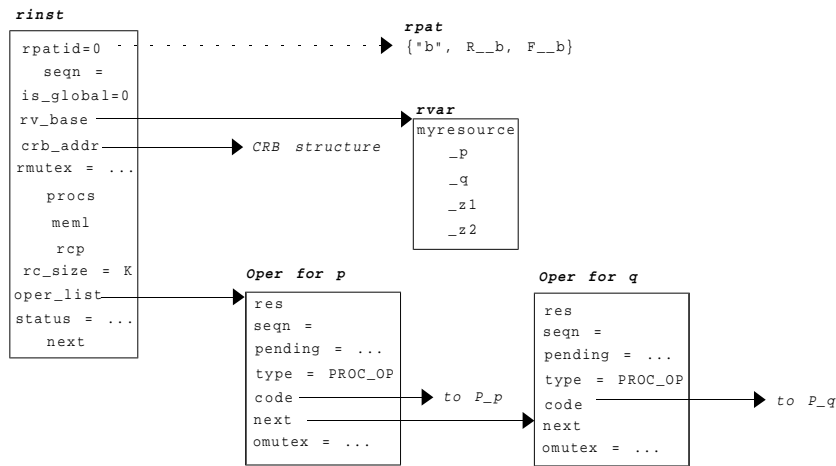 rinst
rpatid=0
seqn =
is_global=0
rv_base
crb_addr
rmutex = ...
procs
meml
rcp
rc_size = K
oper_list
status = ...
next
rpat
{"b", R__b, F__b}
rvar
myresource
_p
_q
_z1
_z2
CRB structure
Oper for p
res
seqn =
pending = ...
type = PROC_OP
code
next
omutex = ...
to P_p
Oper for q
res
seqn =
pending = ...
type = PROC_OP
code
next
omutex = ...
to P_q